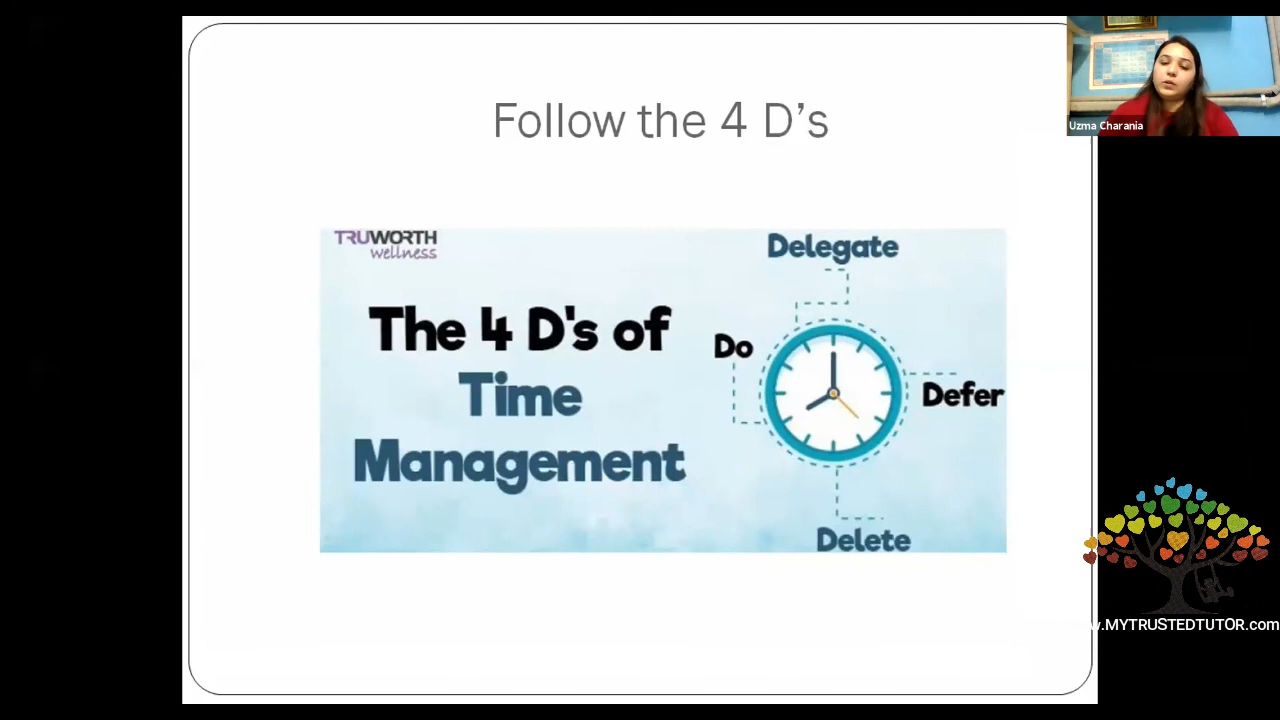 Follow the 4 D's
Uzma Charania
TRUWORTH
wellness
The 4 D's of
Time
Management
Delegate
Do
Defer
Delete
.MYTRUSTEDTUTOR.com